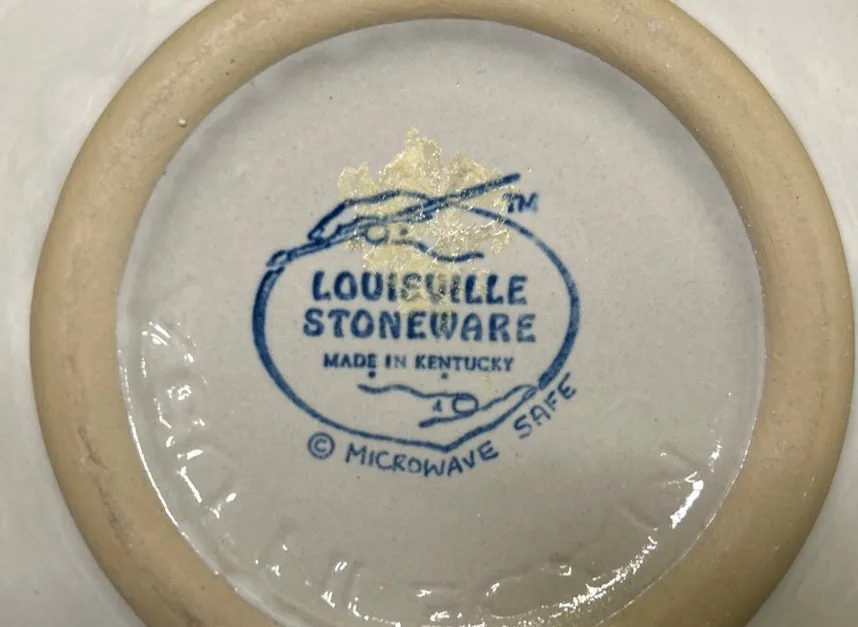 TM
LOUISVILLE
STONEWARE
MADE IN KENTUCKY
© MICROWAVE SAFE